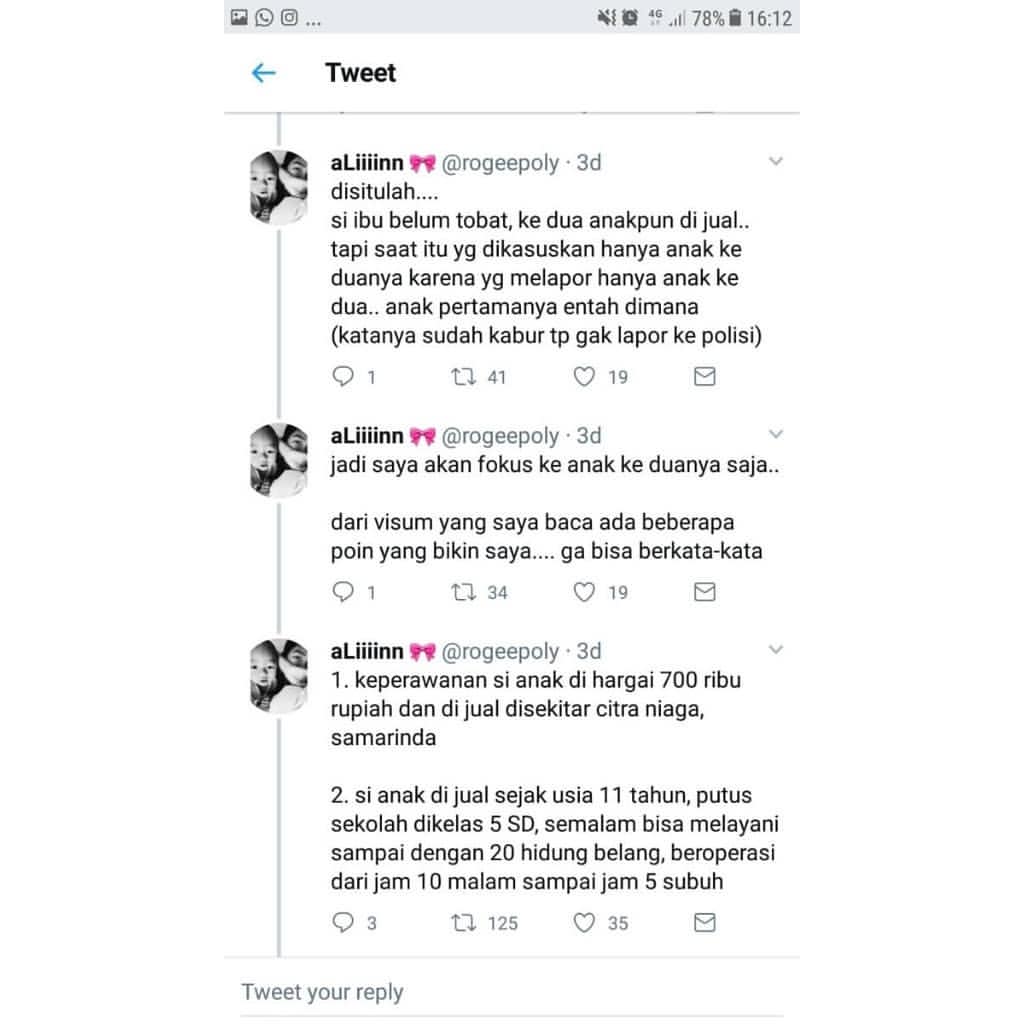 ... 4G 78% 16:12
Tweet
aLiiiinn 🎀 @rogeepoly · 3d
disitulah....
si ibu belum tobat, ke dua anakpun di jual..
tapi saat itu yg dikasuskan hanya anak ke
duanya karena yg melapor hanya anak ke
dua.. anak pertamanya entah dimana
(katanya sudah kabur tp gak lapor ke polisi)
1 41 19
aLiiiinn 🎀 @rogeepoly · 3d
jadi saya akan fokus ke anak ke duanya saja..
dari visum yang saya baca ada beberapa
poin yang bikin saya.... ga bisa berkata-kata
1 34 19
aLiiiinn 🎀 @rogeepoly · 3d
1. keperawanan si anak di hargai 700 ribu
rupiah dan di jual disekitar citra niaga,
samarinda
2. si anak di jual sejak usia 11 tahun, putus
sekolah dikelas 5 SD, semalam bisa melayani
sampai dengan 20 hidung belang, beroperasi
dari jam 10 malam sampai jam 5 subuh
3 125 35
Tweet your reply